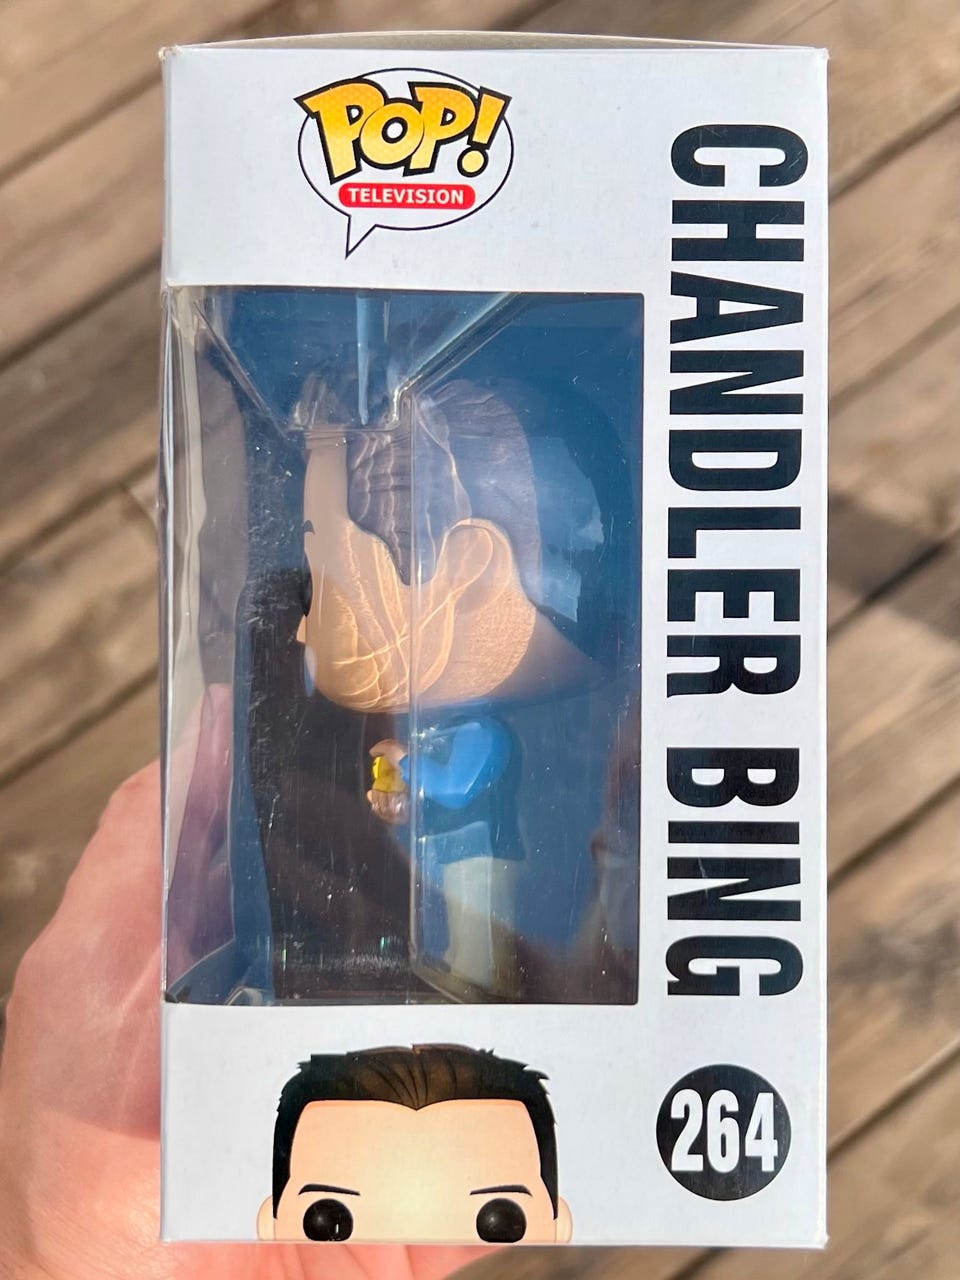 POP!
TELEVISION
CHANDLER BING
264